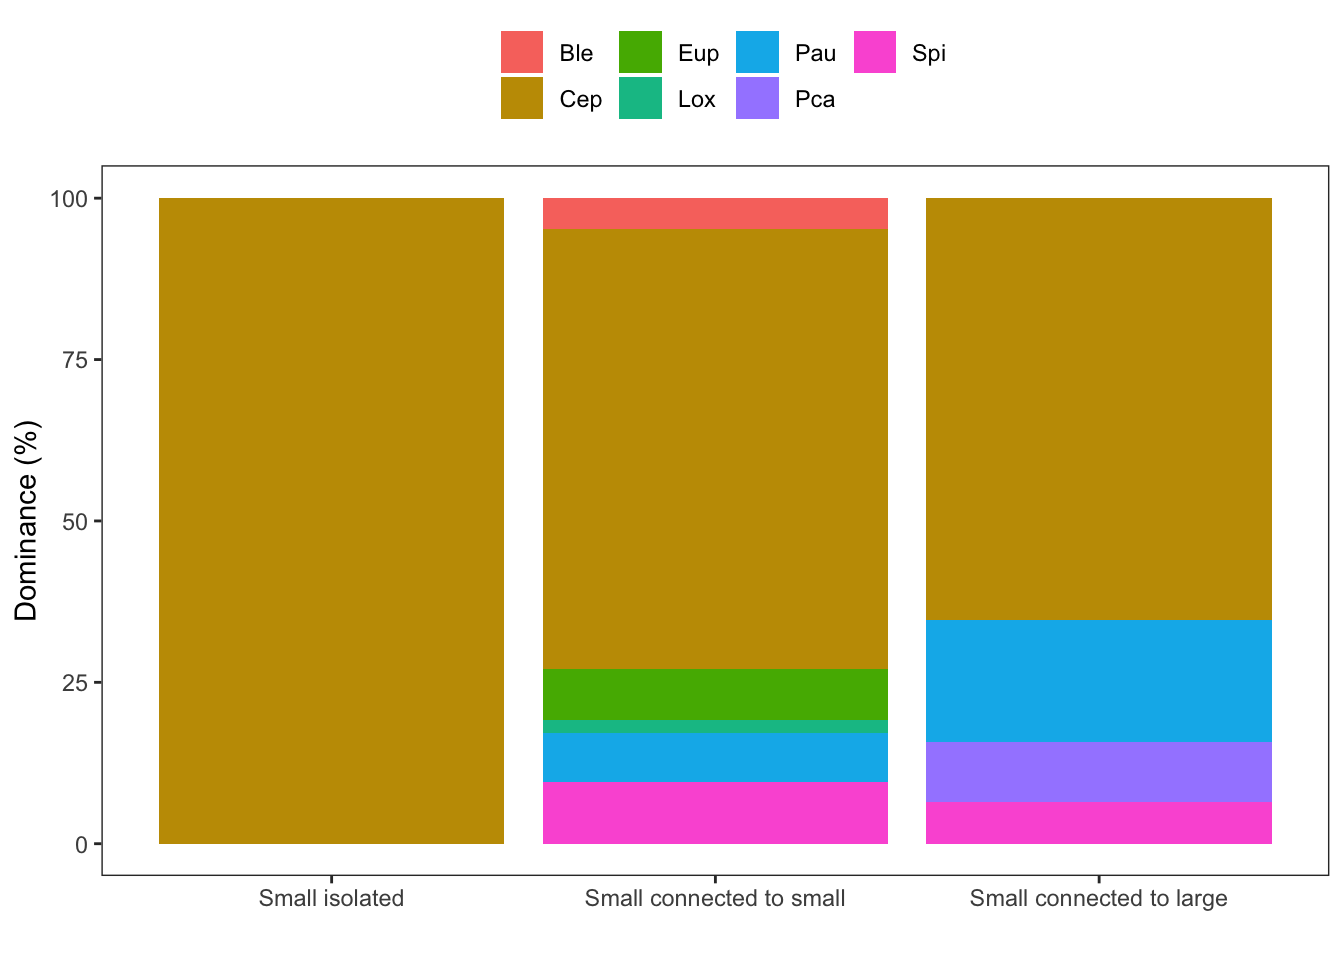 Ble Eup Pau Spi
Cep Lox Pca
100
75
50
25
0
Dominance (%)
Small isolated Small connected to small Small connected to large